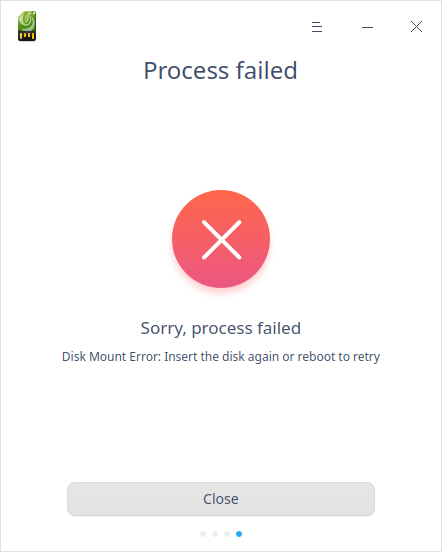 Process failed
Sorry, process failed
Disk Mount Error: Insert the disk again or reboot to retry
Close